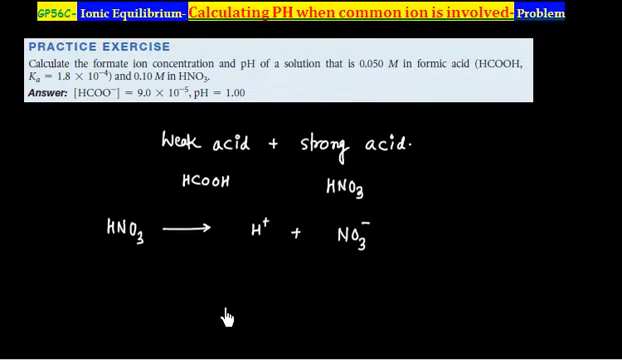 GP56C- Ionic Equilibrium- Calculating PH when common ion is involved- Problem
PRACTICE EXERCISE
Calculate the formate ion concentration and pH of a solution that is 0.050 M in formic acid (HCOOH,
Kₐ = 1.8 × 10⁻⁴) and 0.10 M in HNO₃.
Answer: [HCOO⁻] = 9.0 × 10⁻⁵, pH = 1.00
Weak acid + strong acid.
HCOOH HNO₃
HNO₃ ⟶ H⁺ + NO₃⁻